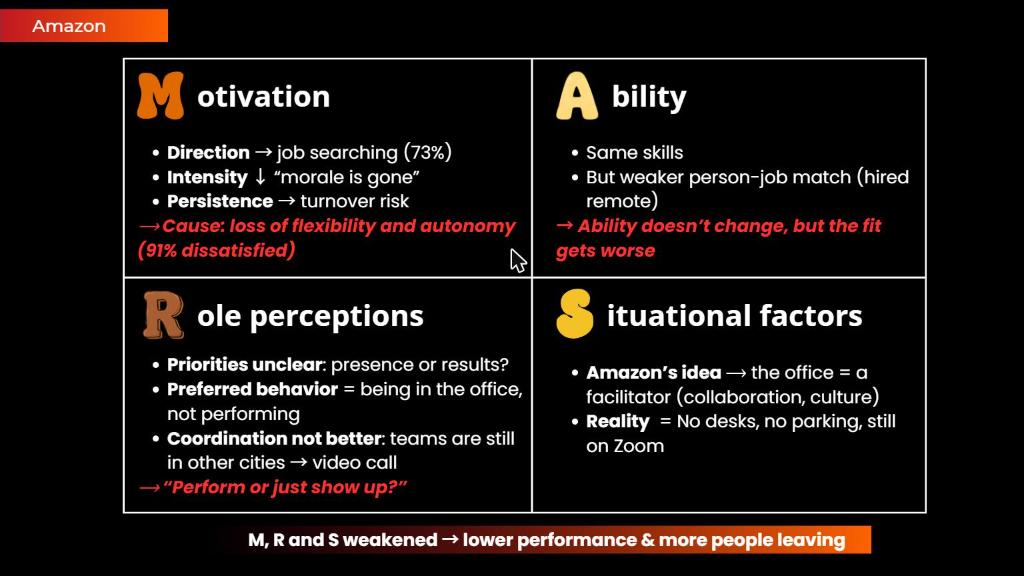 Amazon
Motivation
• Direction → job searching (73%)
• Intensity ↓ “morale is gone”
• Persistence → turnover risk
→ Cause: loss of flexibility and autonomy
(91% dissatisfied)
Ability
• Same skills
• But weaker person-job match (hired
remote)
→ Ability doesn’t change, but the fit
gets worse
Role perceptions
• Priorities unclear: presence or results?
• Preferred behavior = being in the office,
not performing
• Coordination not better: teams are still
in other cities → video call
→ “Perform or just show up?”
Situational factors
• Amazon’s idea → the office = a
facilitator (collaboration, culture)
• Reality = No desks, no parking, still
on Zoom
M, R and S weakened → lower performance & more people leaving